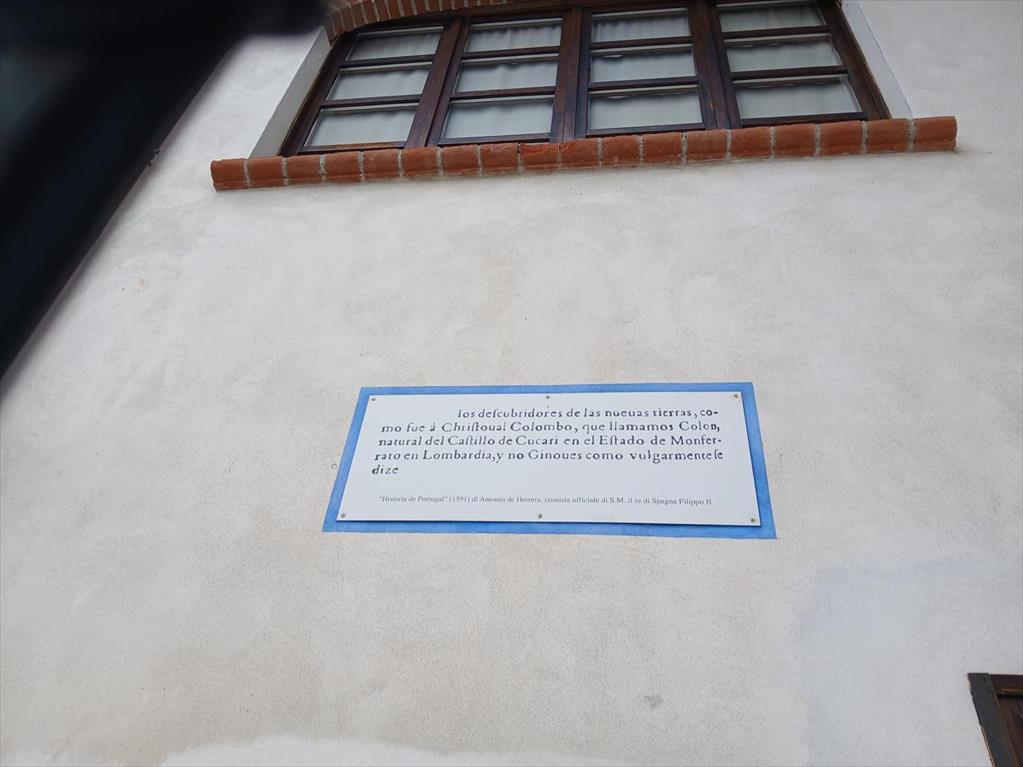 los deſcubridores de las nueuas tierras, co-
mo fue â Chriſtoual Colombo, que llamamos Colon,
natural del Caſtillo de Cucari en el Eſtado de Monfer-
rato en Lombardia, y no Ginoues como vulgarmente ſe
dize
"Historia de Portugal" (1591) di Antonio de Herrera, cronista ufficiale di S.M. il re di Spagna Filippo II